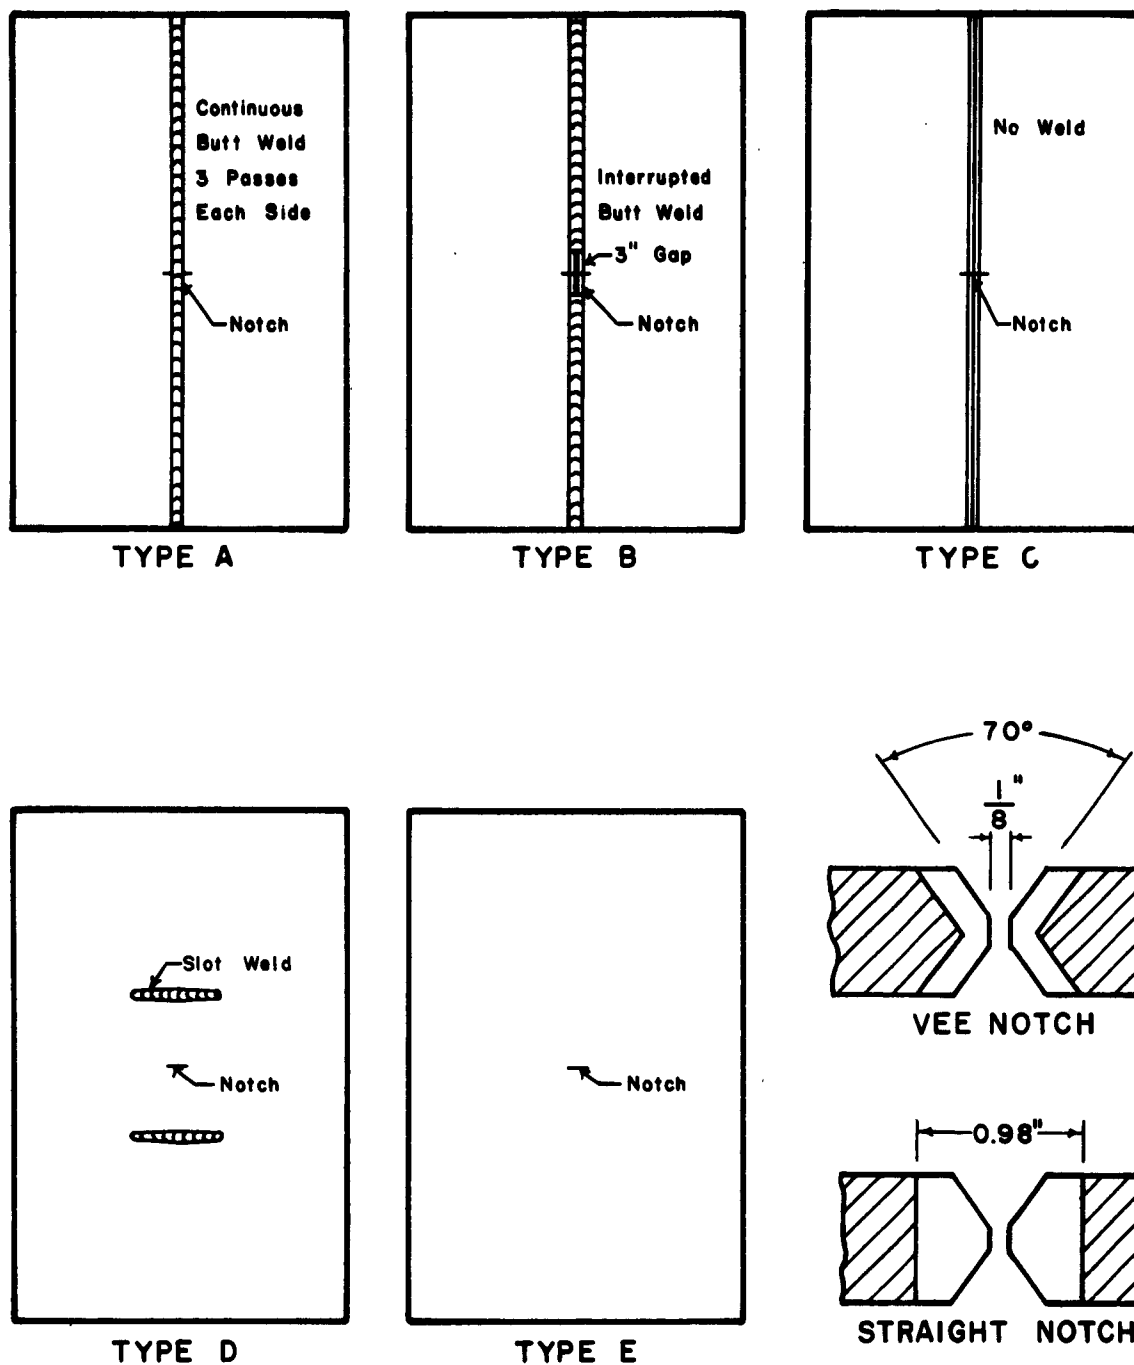 Continuous
Butt Weld
3 Passes
Each Side
Notch
TYPE A
Interrupted
Butt Weld
3" Gap
Notch
TYPE B
No Weld
Notch
TYPE C
Slot Weld
Notch
TYPE D
Notch
TYPE E
70°
1/8"
VEE NOTCH
0.98"
STRAIGHT NOTCH